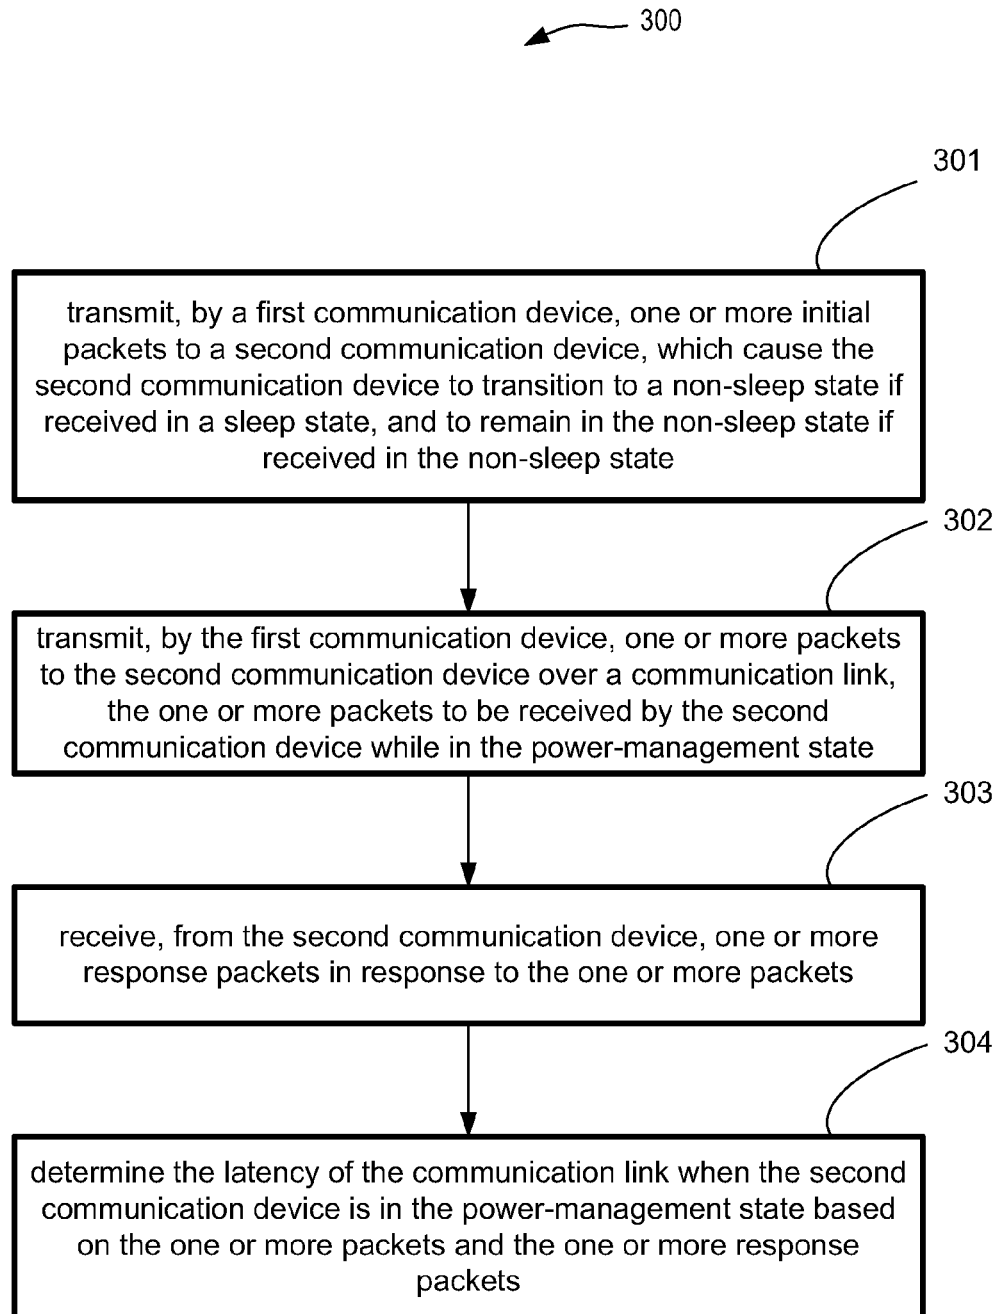 300
301
transmit, by a first communication device, one or more initial
packets to a second communication device, which cause the
second communication device to transition to a non-sleep state if
received in a sleep state, and to remain in the non-sleep state if
received in the non-sleep state
302
transmit, by the first communication device, one or more packets
to the second communication device over a communication link,
the one or more packets to be received by the second
communication device while in the power-management state
303
receive, from the second communication device, one or more
response packets in response to the one or more packets
304
determine the latency of the communication link when the second
communication device is in the power-management state based
on the one or more packets and the one or more response
packets